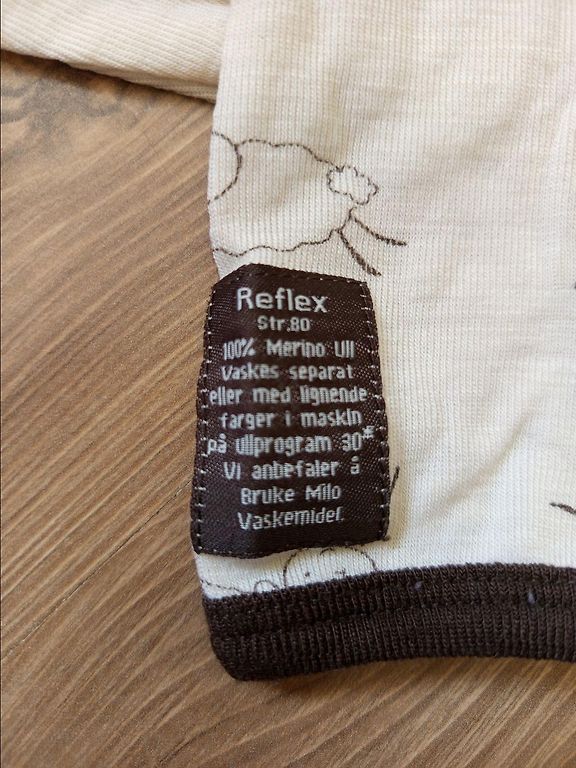 Reflex
Str.80
100% Merino Ull
Vaskes separat
eller med lignende
farger i maskin
på ullprogram 30°
Vi anbefaler å
Bruke Milo
Vaskemidel.